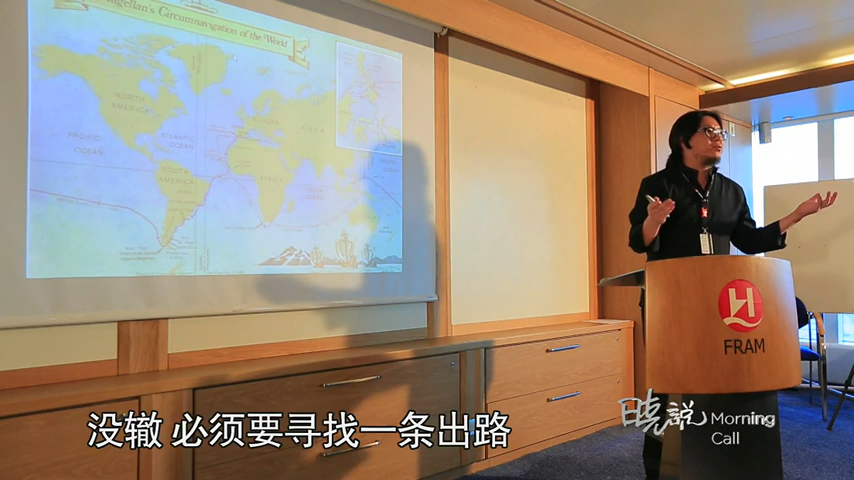 Magellan's Circumnavigation of the World
NORTH
AMERICA
ASIA
PACIFIC
OCEAN
ATLANTIC
OCEAN
SOUTH
AMERICA
AFRICA
FRAM
没辙 必须要寻找一条出路
晓说 Morning
Call